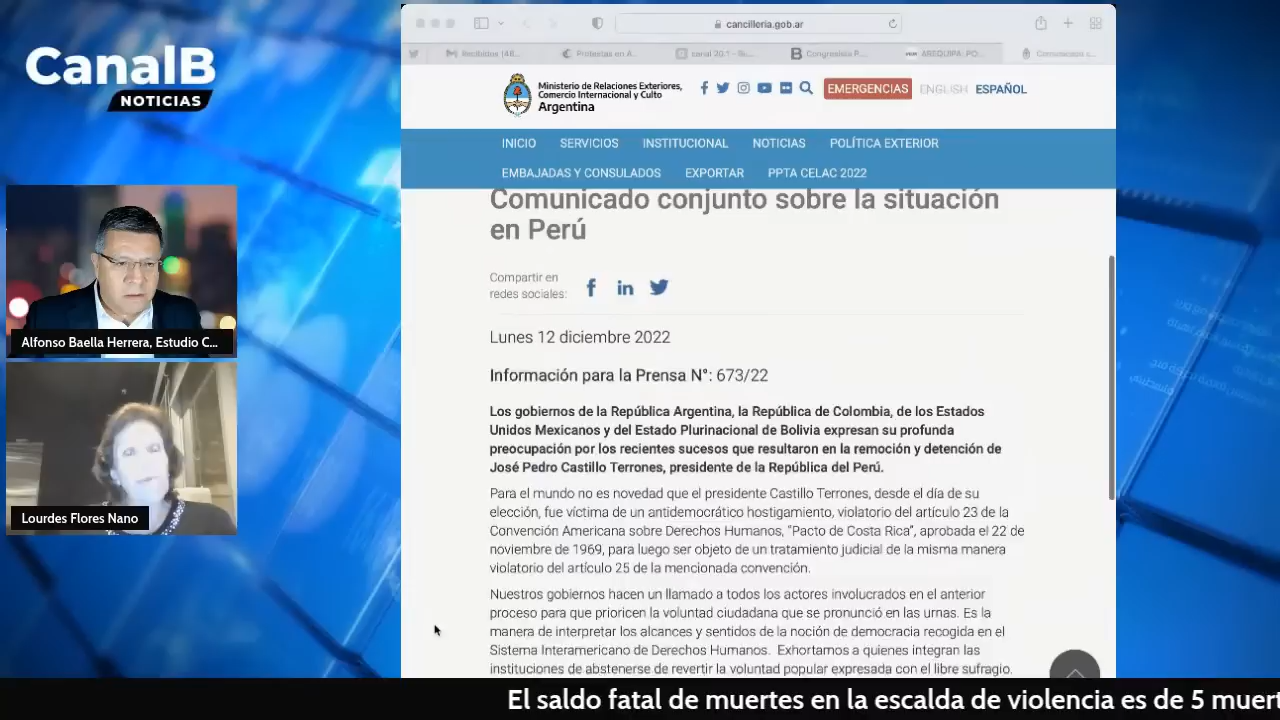 CanalB
NOTICIAS
Alfonso Baella Herrera, Estudio C...
Lourdes Flores Nano
cancilleria.gob.ar
Recibidos (48...
Protestas en A...
canal 20.1 -
Congresista R...
AREQUIPA: PO...
Comunicado c...
Ministerio de Relaciones Exteriores,
Comercio Internacional y Culto
Argentina
EMERGENCIAS
ENGLISH
ESPAÑOL
INICIO
SERVICIOS
INSTITUCIONAL
NOTICIAS
POLÍTICA EXTERIOR
EMBAJADAS Y CONSULADOS
EXPORTAR
PPTA CELAC 2022
Comunicado conjunto sobre la situación
en Perú
Compartir en
redes sociales:
Lunes 12 diciembre 2022
Información para la Prensa N°: 673/22
Los gobiernos de la República Argentina, la República de Colombia, de los Estados
Unidos Mexicanos y del Estado Plurinacional de Bolivia expresan su profunda
preocupación por los recientes sucesos que resultaron en la remoción y detención de
José Pedro Castillo Terrones, presidente de la República del Perú.
Para el mundo no es novedad que el presidente Castillo Terrones, desde el día de su
elección, fue víctima de un antidemocrático hostigamiento, violatorio del artículo 23 de la
Convención Americana sobre Derechos Humanos, “Pacto de Costa Rica”, aprobada el 22 de
noviembre de 1969, para luego ser objeto de un tratamiento judicial de la misma manera
violatorio del artículo 25 de la mencionada convención.
Nuestros gobiernos hacen un llamado a todos los actores involucrados en el anterior
proceso para que prioricen la voluntad ciudadana que se pronunció en las urnas. Es la
manera de interpretar los alcances y sentidos de la noción de democracia recogida en el
Sistema Interamericano de Derechos Humanos. Exhortamos a quienes integran las
instituciones de abstenerse de revertir la voluntad popular expresada con el libre sufragio.
El saldo fatal de muertes en la escalda de violencia es de 5 muert